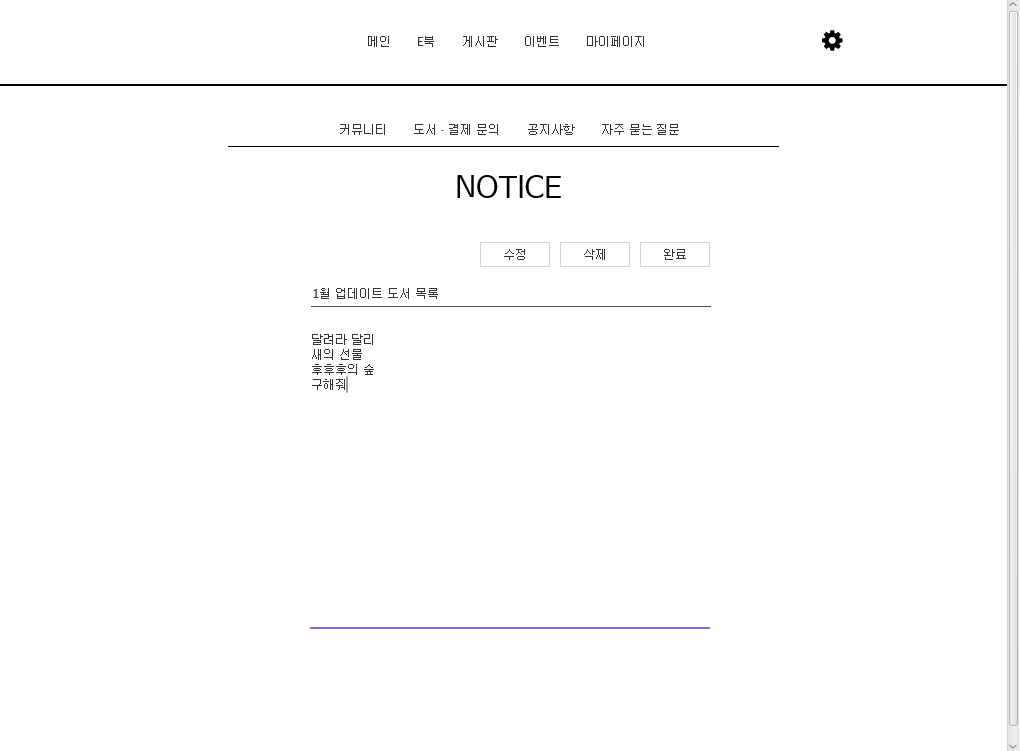 메인 E북 게시판 이벤트 마이페이지
커뮤니티 도서 · 결제 문의 공지사항 자주 묻는 질문
NOTICE
수정 삭제 완료
1월 업데이트 도서 목록
달려라 달리
새의 선물
후후후의 숲
구해줘